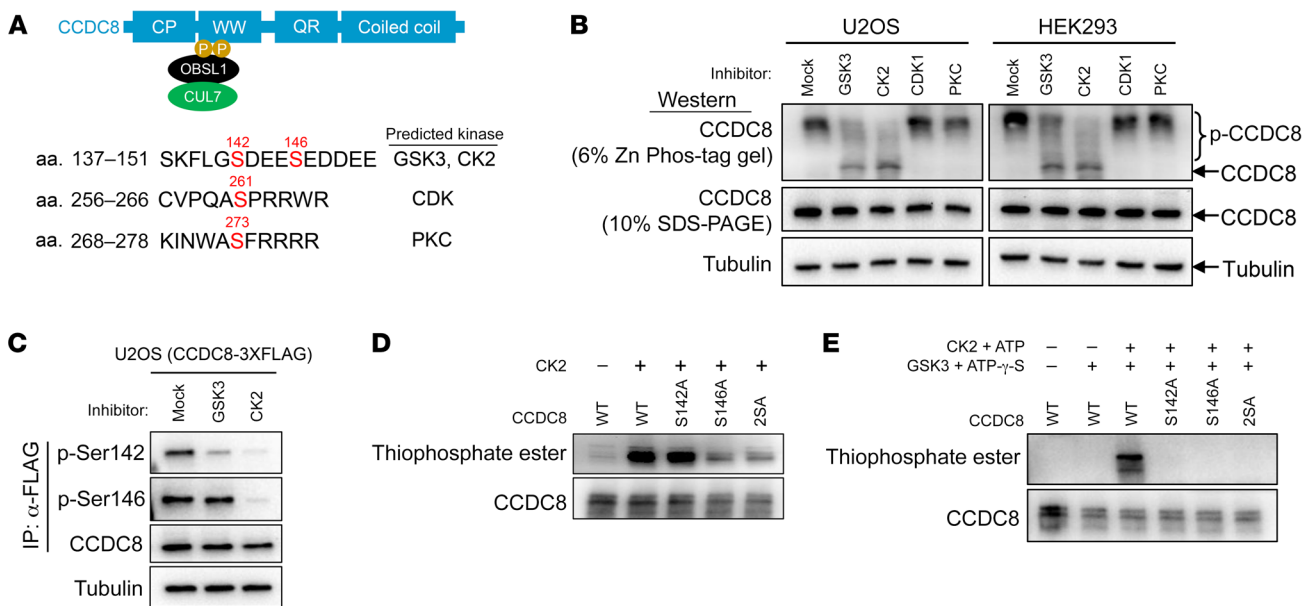 A
CCDC8 CP WW QR Coiled coil
P P
OBSL1
CUL7
Predicted kinase
142 146
aa. 137–151 SKFLGSDEESEDDEE GSK3, CK2
261
aa. 256–266 CVPQASPRRWR CDK
273
aa. 268–278 KINWASFRRRR PKC
B
U2OS HEK293
Inhibitor: Mock GSK3 CK2 CDK1 PKC Mock GSK3 CK2 CDK1 PKC
Western
CCDC8
(6% Zn Phos-tag gel)
p-CCDC8
CCDC8
CCDC8
(10% SDS-PAGE)
CCDC8
Tubulin Tubulin
C
U2OS (CCDC8-3XFLAG)
Inhibitor: Mock GSK3 CK2
IP: α-FLAG
p-Ser142
p-Ser146
CCDC8
Tubulin
D
CK2 – + + + +
CCDC8 WT WT S142A S146A 2SA
Thiophosphate ester
CCDC8
E
CK2 + ATP – – + + + +
GSK3 + ATP-γ-S – + + + + +
CCDC8 WT WT WT S142A S146A 2SA
Thiophosphate ester
CCDC8